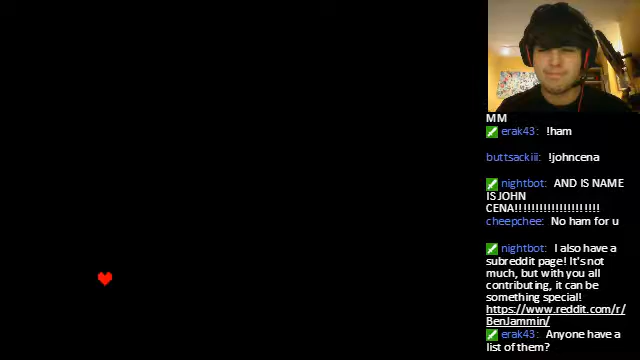 MM
erak43: !ham
buttsackiii: !johncena
nightbot: AND IS NAME
IS JOHN
CENA!!!!!!!!!!!!!!!!!!!!
cheepchee: No ham for u
nightbot: I also have a
subreddit page! It's not
much, but with you all
contributing, it can be
something special!
https://www.reddit.com/r/
BenJammin/
erak43: Anyone have a
list of them?